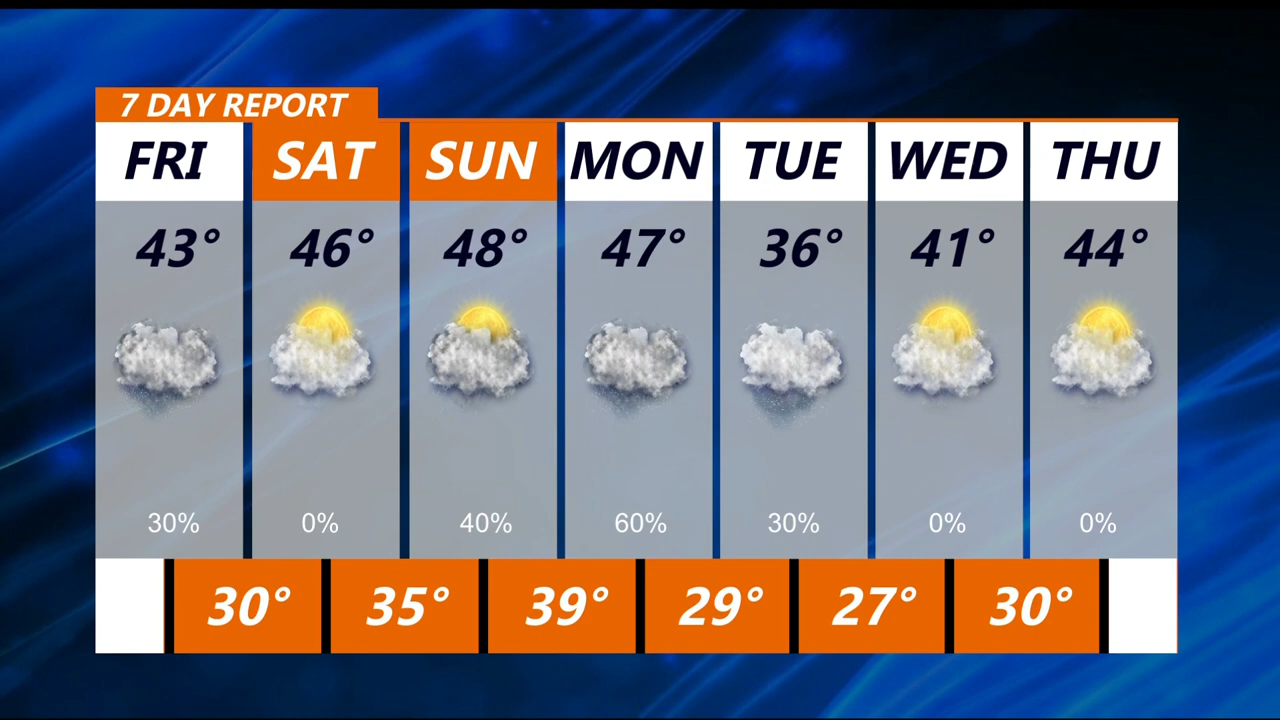 7 DAY REPORT
FRI SAT SUN MON TUE WED THU
43° 46° 48° 47° 36° 41° 44°
30% 0% 40% 60% 30% 0% 0%
30° 35° 39° 29° 27° 30°